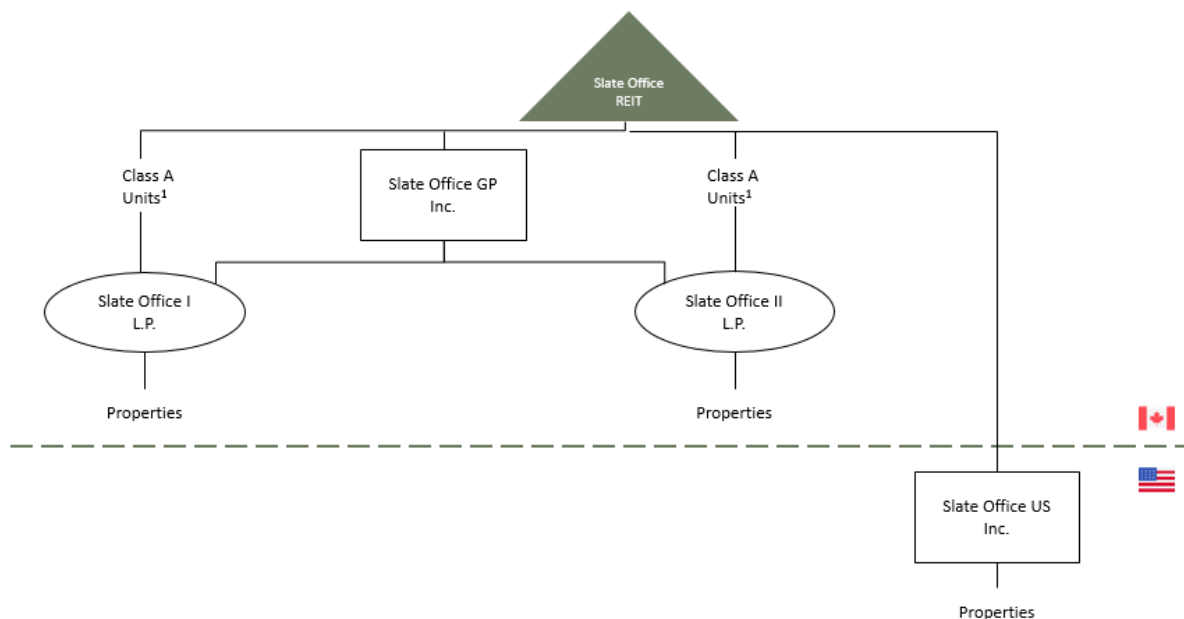 Slate Office
REIT
Class A
Units¹
Slate Office GP
Inc.
Class A
Units¹
Slate Office I
L.P.
Slate Office II
L.P.
Properties
Properties
Slate Office US
Inc.
Properties